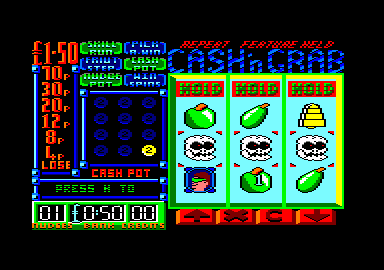 £1·50
SKILL RUN
PICK A WIN
REPEAT FEATURE HELD
CASH'n GRAB
FRUIT STEP
CASH POT
NUDGE POT
WIN SPINS
70P
30P
20P
12P
8P
4P
LOSE
2
CASH POT
HOLD HOLD HOLD
1
PRESS H TO
01 £0:50 00
NUDGES BANK CREDITS
C